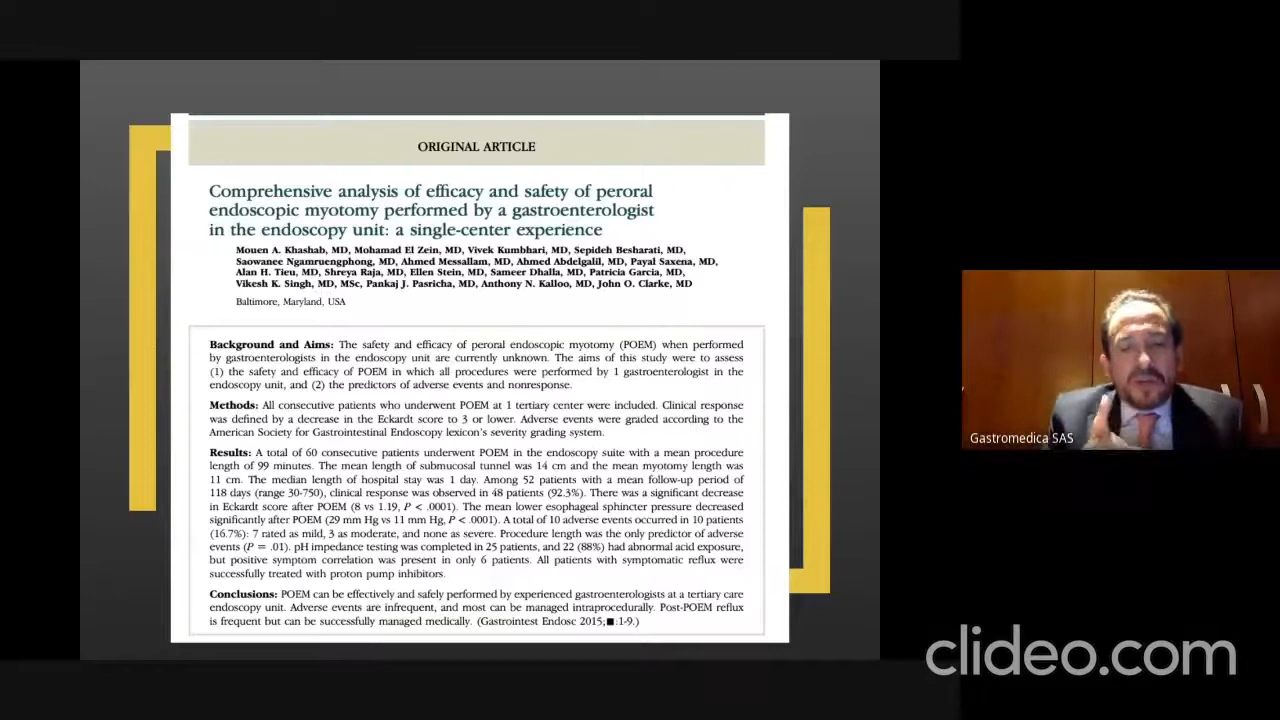 ORIGINAL ARTICLE
Comprehensive analysis of efficacy and safety of peroral
endoscopic myotomy performed by a gastroenterologist
in the endoscopy unit: a single-center experience
Mouen A. Khashab, MD, Mohamad El Zein, MD, Vivek Kumbhari, MD, Sepideh Besharati, MD,
Saowanee Ngamruengphong, MD, Ahmed Messallam, MD, Ahmed Abdelgalil, MD, Payal Saxena, MD,
Alan H. Tieu, MD, Shreya Raja, MD, Ellen Stein, MD, Sameer Dhalla, MD, Patricia Garcia, MD,
Vikesh K. Singh, MD, MSc, Pankaj J. Pasricha, MD, Anthony N. Kalloo, MD, John O. Clarke, MD
Baltimore, Maryland, USA
Background and Aims: The safety and efficacy of peroral endoscopic myotomy (POEM) when performed
by gastroenterologists in the endoscopy unit are currently unknown. The aims of this study were to assess
(1) the safety and efficacy of POEM in which all procedures were performed by 1 gastroenterologist in the
endoscopy unit, and (2) the predictors of adverse events and nonresponse.
Methods: All consecutive patients who underwent POEM at 1 tertiary center were included. Clinical response
was defined by a decrease in the Eckardt score to 3 or lower. Adverse events were graded according to the
American Society for Gastrointestinal Endoscopy lexicon's severity grading system.
Results: A total of 60 consecutive patients underwent POEM in the endoscopy suite with a mean procedure
length of 99 minutes. The mean length of submucosal tunnel was 14 cm and the mean myotomy length was
11 cm. The median length of hospital stay was 1 day. Among 52 patients with a mean follow-up period of
118 days (range 30-750), clinical response was observed in 48 patients (92.3%). There was a significant decrease
in Eckardt score after POEM (8 vs 1.19, P < .0001). The mean lower esophageal sphincter pressure decreased
significantly after POEM (29 mm Hg vs 11 mm Hg, P < .0001). A total of 10 adverse events occurred in 10 patients
(16.7%): 7 rated as mild, 3 as moderate, and none as severe. Procedure length was the only predictor of adverse
events (P = .01). pH impedance testing was completed in 25 patients, and 22 (88%) had abnormal acid exposure,
but positive symptom correlation was present in only 6 patients. All patients with symptomatic reflux were
successfully treated with proton pump inhibitors.
Conclusions: POEM can be effectively and safely performed by experienced gastroenterologists at a tertiary care
endoscopy unit. Adverse events are infrequent, and most can be managed intraprocedurally. Post-POEM reflux
is frequent but can be successfully managed medically. (Gastrointest Endosc 2015;■:1-9.)
Gastromedica SAS
clideo.com